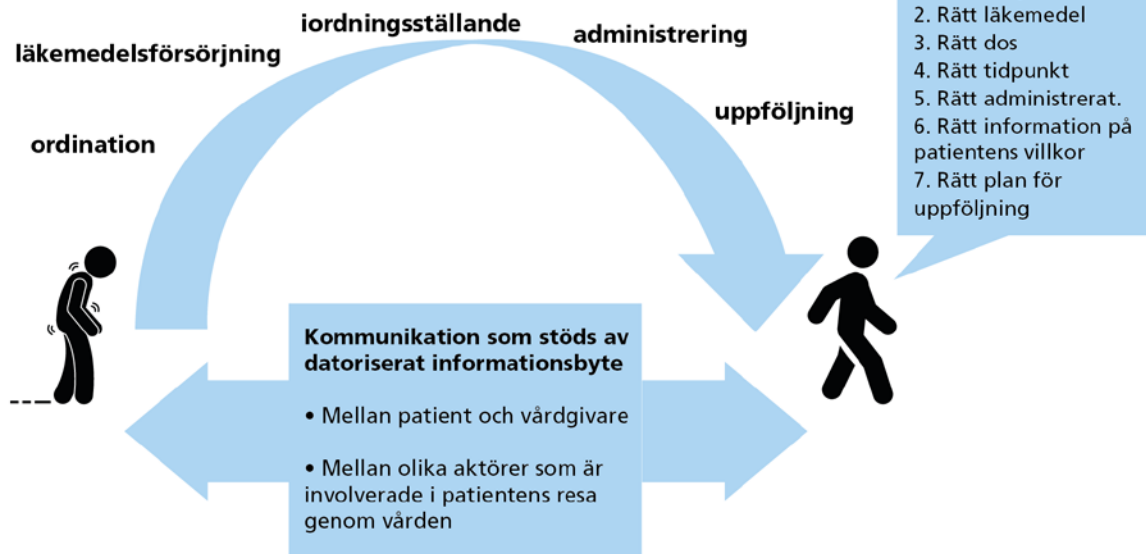 iordningsställande
läkemedelsförsörjning
administrering
uppföljning
ordination
2. Rätt läkemedel
3. Rätt dos
4. Rätt tidpunkt
5. Rätt administrerat.
6. Rätt information på
patientens villkor
7. Rätt plan för
uppföljning
Kommunikation som stöds av
datoriserat informationsbyte
• Mellan patient och vårdgivare
• Mellan olika aktörer som är
involverade i patientens resa
genom vården